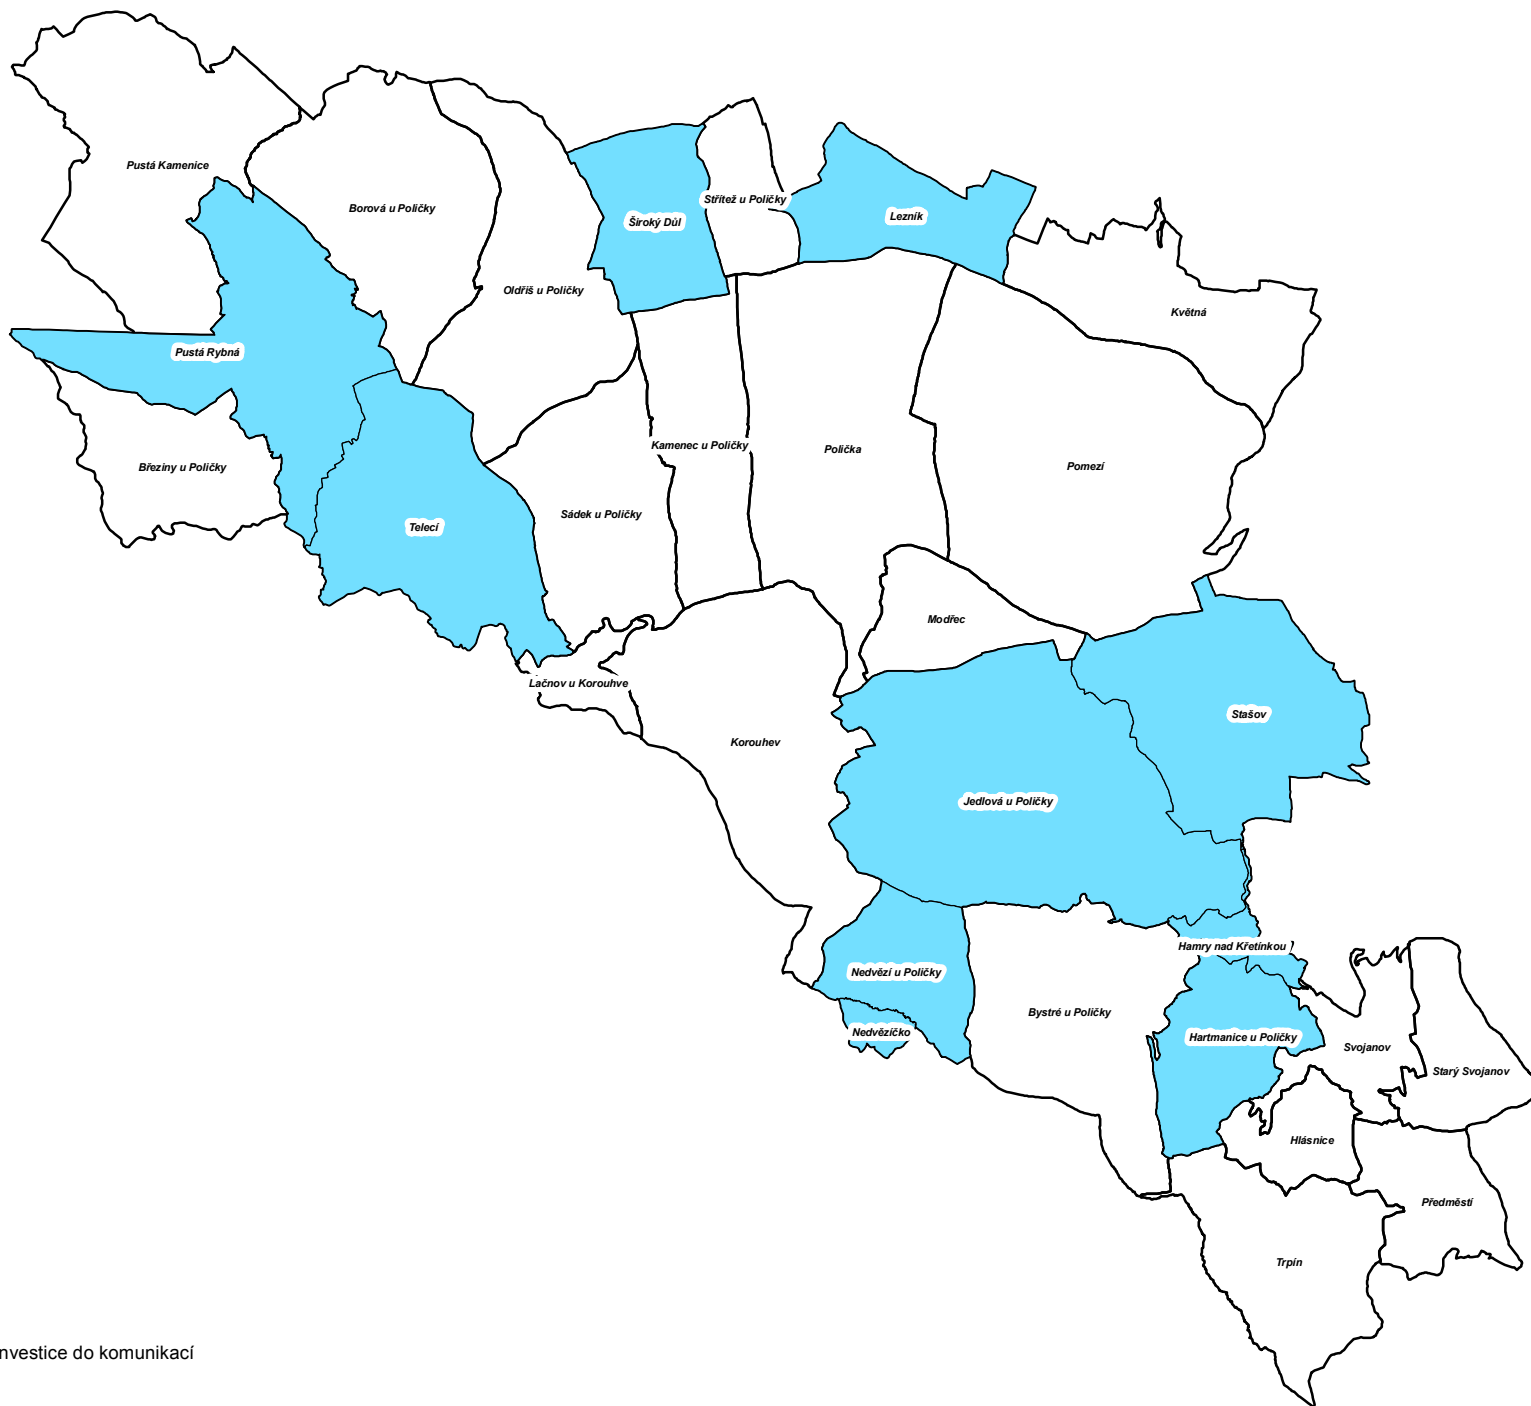 Pustá Kamenice
Borová u Poličky
Střítež u Poličky
Široký Důl
Lezník
Oldřiš u Poličky
Květná
Pustá Rybná
Kamenec u Poličky
Polička
Pomezí
Březiny u Poličky
Sádek u Poličky
Telecí
Modřec
Lačnov u Korouhve
Stašov
Korouhev
Jedlová u Poličky
Hamry nad Křetínkou
Nedvězí u Poličky
Bystré u Poličky
Nedvězíčko
Hartmanice u Poličky
Svojanov
Starý Svojanov
Hlásnice
Předměstí
Trpín
nvestice do komunikací